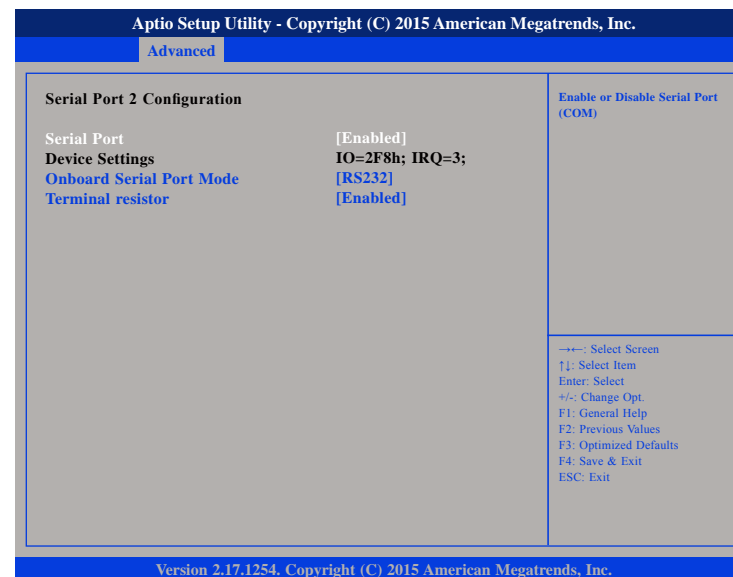 Aptio Setup Utility - Copyright (C) 2015 American Megatrends, Inc.
Advanced
Serial Port 2 Configuration
Serial Port [Enabled]
Device Settings IO=2F8h; IRQ=3;
Onboard Serial Port Mode [RS232]
Terminal resistor [Enabled]
Enable or Disable Serial Port
(COM)
→←: Select Screen
↑↓: Select Item
Enter: Select
+/-: Change Opt.
F1: General Help
F2: Previous Values
F3: Optimized Defaults
F4: Save & Exit
ESC: Exit
Version 2.17.1254. Copyright (C) 2015 American Megatrends, Inc.